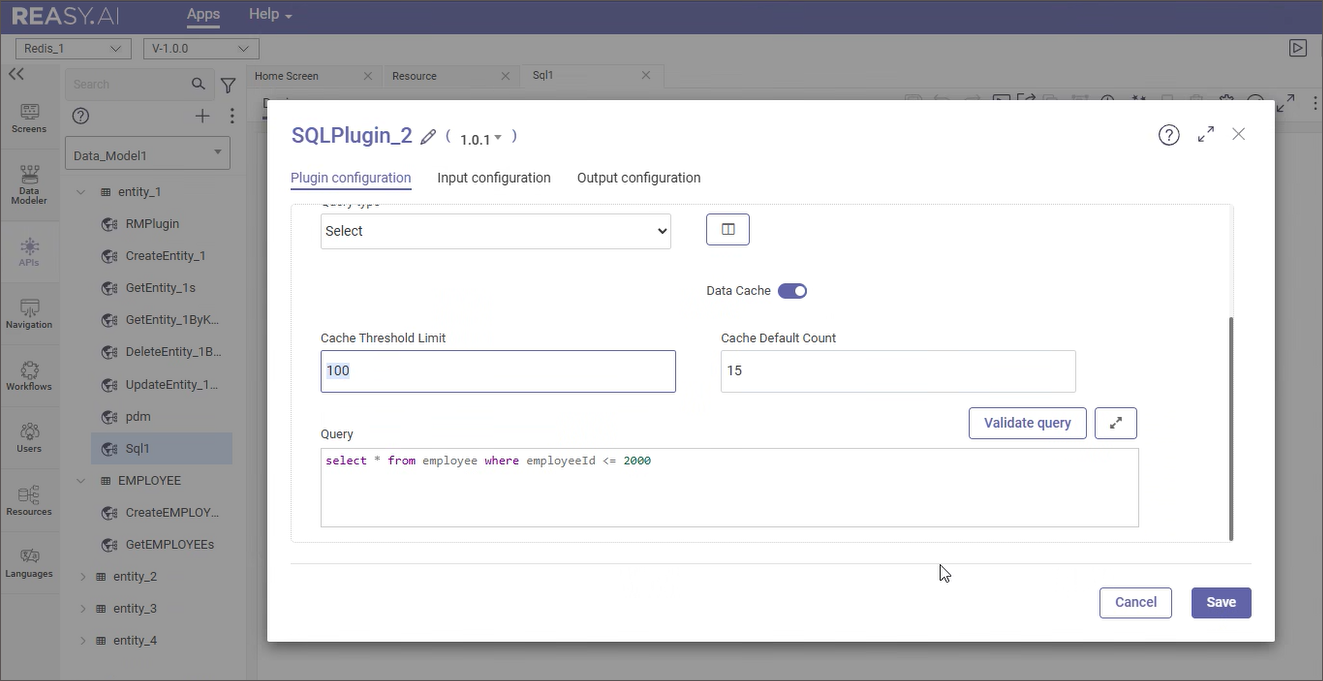 REASY.AI
Apps
Help
Redis_1
V-1.0.0
Search
Home Screen
Resource
Sql1
Screens
Data
Modeler
APIs
Navigation
Workflows
Users
Resources
Languages
Data_Model1
entity_1
RMPlugin
CreateEntity_1
GetEntity_1s
GetEntity_1ByK...
DeleteEntity_1B...
UpdateEntity_1...
pdm
Sql1
EMPLOYEE
CreateEMPLOY...
GetEMPLOYEEs
entity_2
entity_3
entity_4
SQLPlugin_2 ( 1.0.1 )
Plugin configuration
Input configuration
Output configuration
Query type
Select
Data Cache
Cache Threshold Limit
Cache Default Count
100
15
Validate query
Query
select * from employee where employeeId <= 2000
Cancel
Save